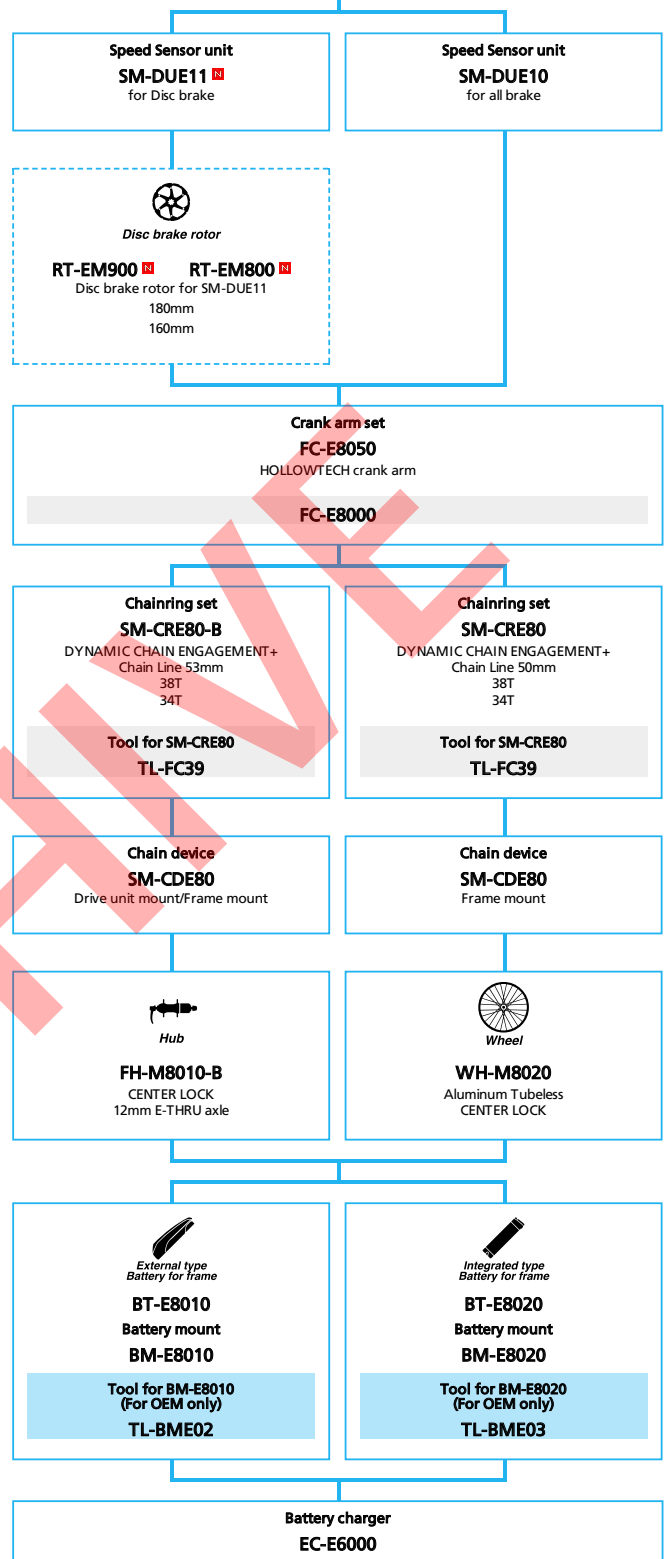 Speed Sensor unit
SM-DUE11 N
for Disc brake
Speed Sensor unit
SM-DUE10
for all brake
Disc brake rotor
RT-EM900 N RT-EM800 N
Disc brake rotor for SM-DUE11
180mm
160mm
Crank arm set
FC-E8050
HOLLOWTECH crank arm
FC-E8000
Chainring set
SM-CRE80-B
DYNAMIC CHAIN ENGAGEMENT+
Chain Line 53mm
38T
34T
Tool for SM-CRE80
TL-FC39
Chainring set
SM-CRE80
DYNAMIC CHAIN ENGAGEMENT+
Chain Line 50mm
38T
34T
Tool for SM-CRE80
TL-FC39
Chain device
SM-CDE80
Drive unit mount/Frame mount
Chain device
SM-CDE80
Frame mount
Hub
FH-M8010-B
CENTER LOCK
12mm E-THRU axle
Wheel
WH-M8020
Aluminum Tubeless
CENTER LOCK
External type
Battery for frame
BT-E8010
Battery mount
BM-E8010
Tool for BM-E8010
(For OEM only)
TL-BME02
Integrated type
Battery for frame
BT-E8020
Battery mount
BM-E8020
Tool for BM-E8020
(For OEM only)
TL-BME03
Battery charger
EC-E6000
HIVE